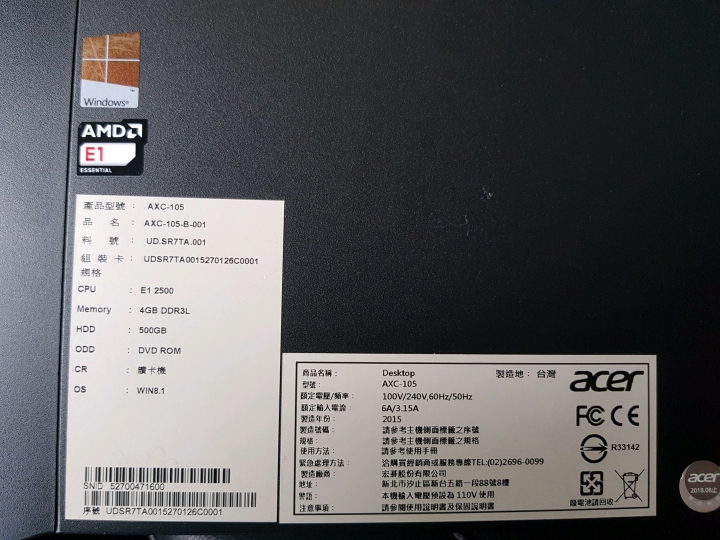 Windows®
AMD
E1
ESSENTIAL
產品型號 : AXC-105
品 名 : AXC-105-B-001
料 號 : UD.SR7TA.001
組裝卡 : UDSR7TA0015270126C0001
規格
CPU : E1 2500
Memory : 4GB DDR3L
HDD : 500GB
ODD : DVD ROM
CR : 讀卡機
OS : WIN8.1
SNID 52700471600
序號 UDSR7TA0015270126C0001
商品名稱: Desktop 製造地: 台灣
型號: AXC-105
額定電壓/頻率: 100V/240V,60Hz/50Hz
額定輸入電流: 6A/3.15A
製造年份: 2015
製造號碼: 請參考主機側面標籤之序號
規格: 請參考主機側面標籤之規格
使用方法: 請參考使用手冊
緊急處理方法: 洽購買經銷商或服務專線TEL:(02)2696-0099
製造廠商: 宏碁股份有限公司
地址: 新北市汐止區新台五路一段88號8樓
警語: 本機輸入電壓預設為 110V 使用
注意事項: 請參考使用手冊使用說明及保固說明
acer
FC CE
R33142
廢電池請回收
acer